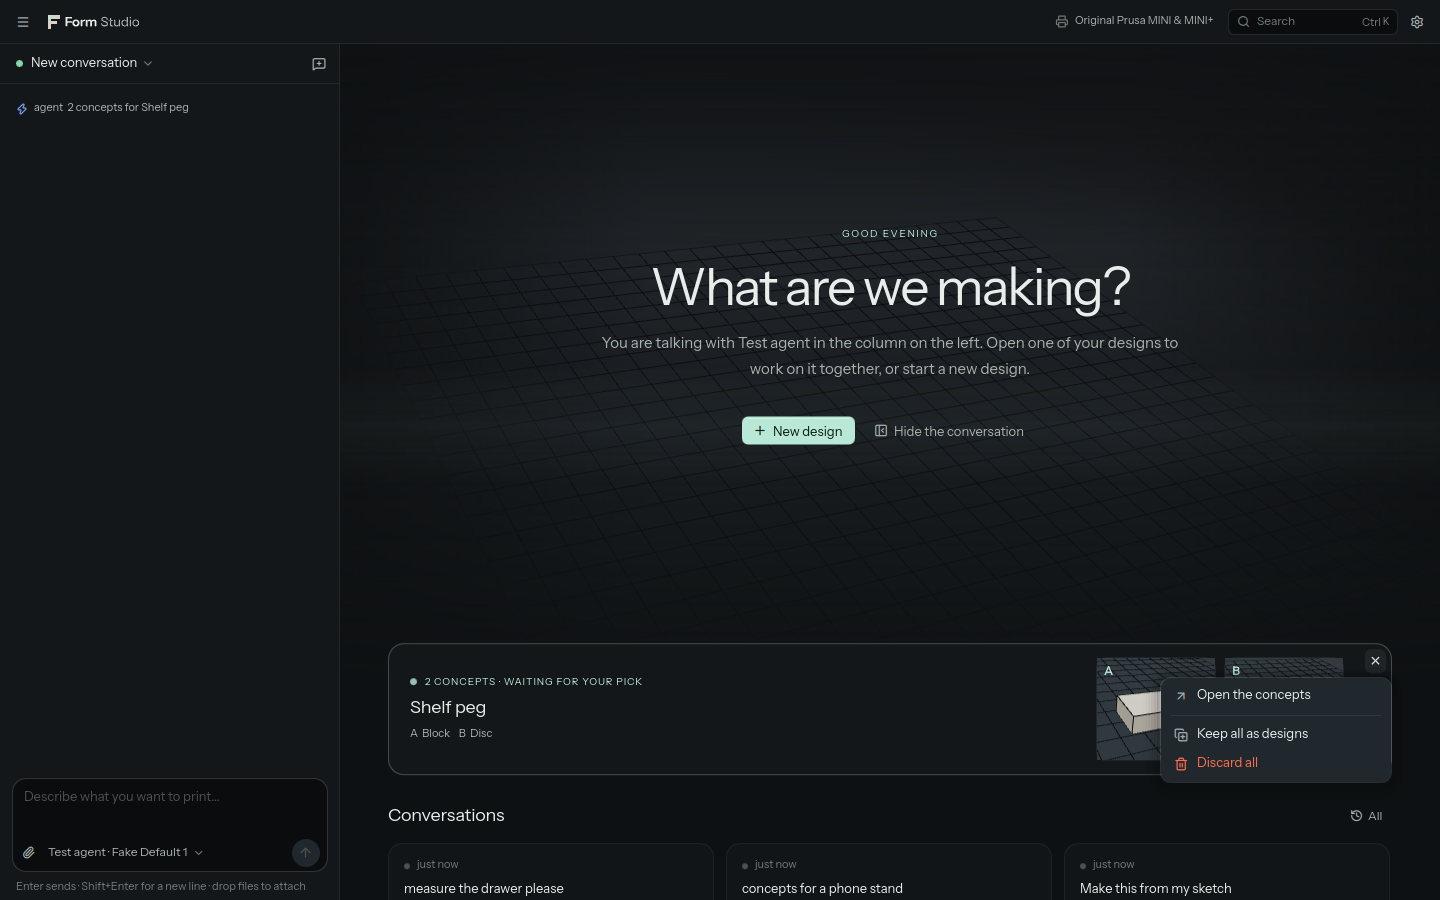 Form Studio
Original Prusa MINI & MINI+
Search
Ctrl K
New conversation
agent 2 concepts for Shelf peg
GOOD EVENING
What are we making?
You are talking with Test agent in the column on the left. Open one of your designs to
work on it together, or start a new design.
New design
Hide the conversation
2 CONCEPTS · WAITING FOR YOUR PICK
Shelf peg
A Block B Disc
A
B
Open the concepts
Keep all as designs
Discard all
Conversations
All
just now
measure the drawer please
just now
concepts for a phone stand
just now
Make this from my sketch
Describe what you want to print...
Test agent · Fake Default 1
Enter sends · Shift+Enter for a new line · drop files to attach